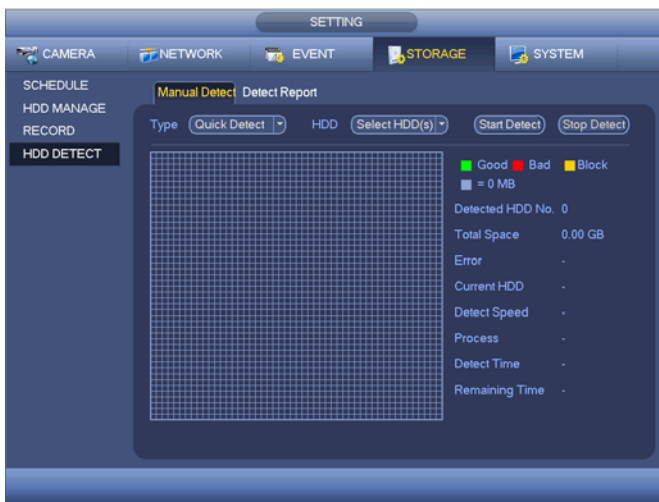 SETTING
CAMERA NETWORK EVENT STORAGE SYSTEM
SCHEDULE
HDD MANAGE
RECORD
HDD DETECT
Manual Detect Detect Report
Type Quick Detect HDD Select HDD(s) Start Detect Stop Detect
Good Bad Block
= 0 MB
Detected HDD No. 0
Total Space 0.00 GB
Error -
Current HDD -
Detect Speed -
Process -
Detect Time -
Remaining Time -